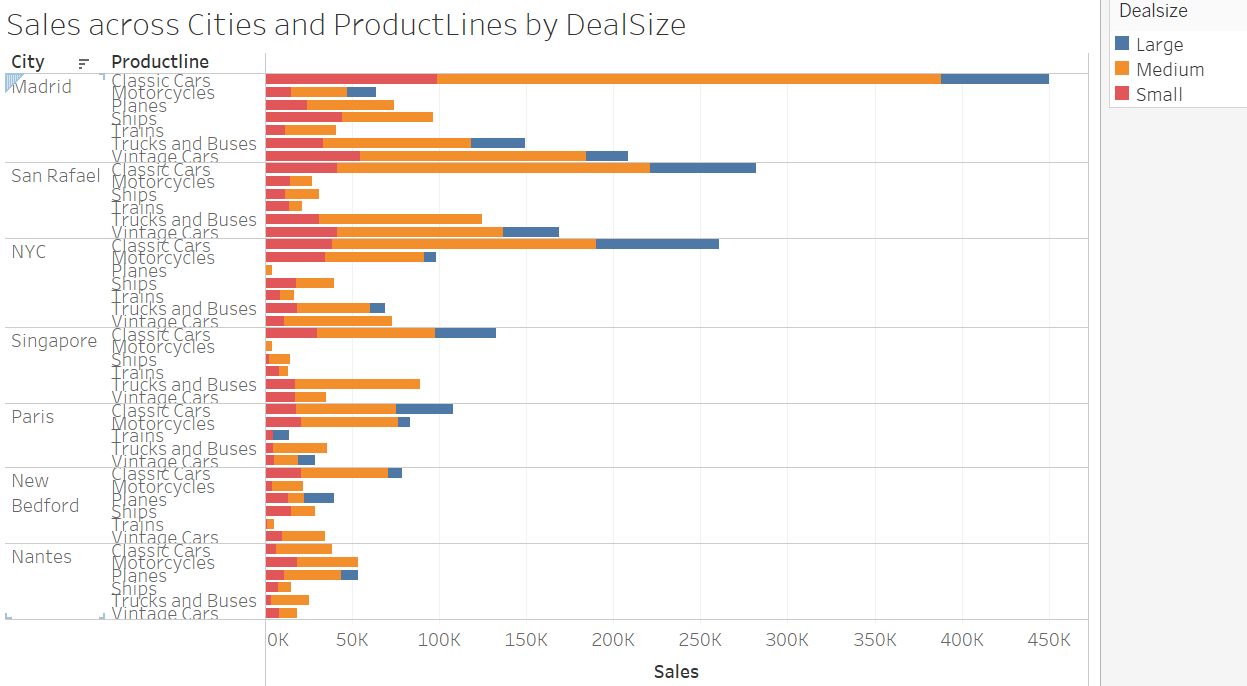 Sales across Cities and ProductLines by DealSize
Dealsize
Large
Medium
Small
City Productline
Madrid
Classic Cars
Motorcycles
Planes
Ships
Trains
Trucks and Buses
Vintage Cars
San Rafael
Classic Cars
Motorcycles
Ships
Trains
Trucks and Buses
Vintage Cars
NYC
Classic Cars
Motorcycles
Planes
Ships
Trains
Trucks and Buses
Vintage Cars
Singapore
Classic Cars
Motorcycles
Ships
Trains
Trucks and Buses
Vintage Cars
Paris
Classic Cars
Motorcycles
Trains
Trucks and Buses
Vintage Cars
New
Bedford
Classic Cars
Motorcycles
Planes
Ships
Trains
Vintage Cars
Nantes
Classic Cars
Motorcycles
Planes
Ships
Trucks and Buses
Vintage Cars
0K 50K 100K 150K 200K 250K 300K 350K 400K 450K
Sales